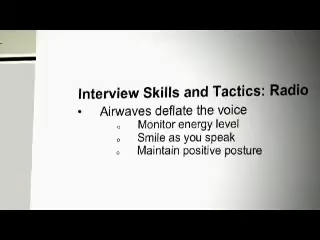 Interview Skills and Tactics: Radio
• Airwaves deflate the voice
o Monitor energy level
o Smile as you speak
o Maintain positive posture